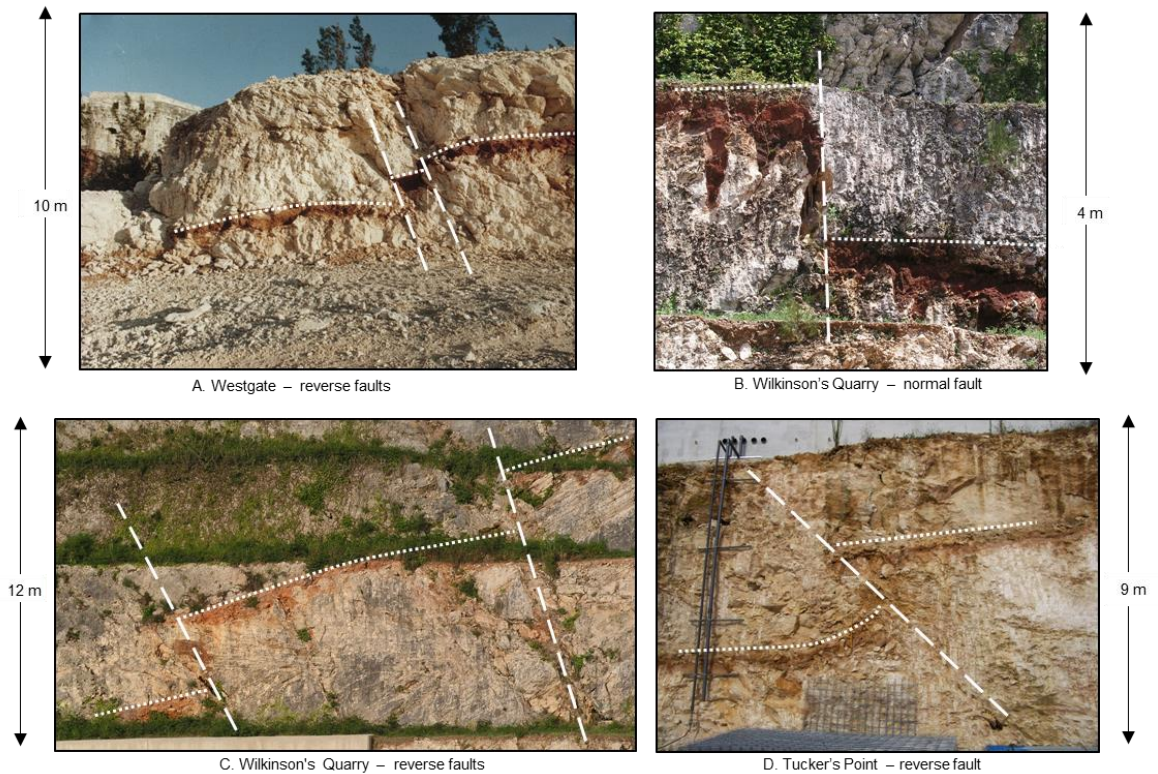 10 m
A. Westgate – reverse faults
4 m
B. Wilkinson's Quarry – normal fault
12 m
C. Wilkinson's Quarry – reverse faults
9 m
D. Tucker's Point – reverse fault